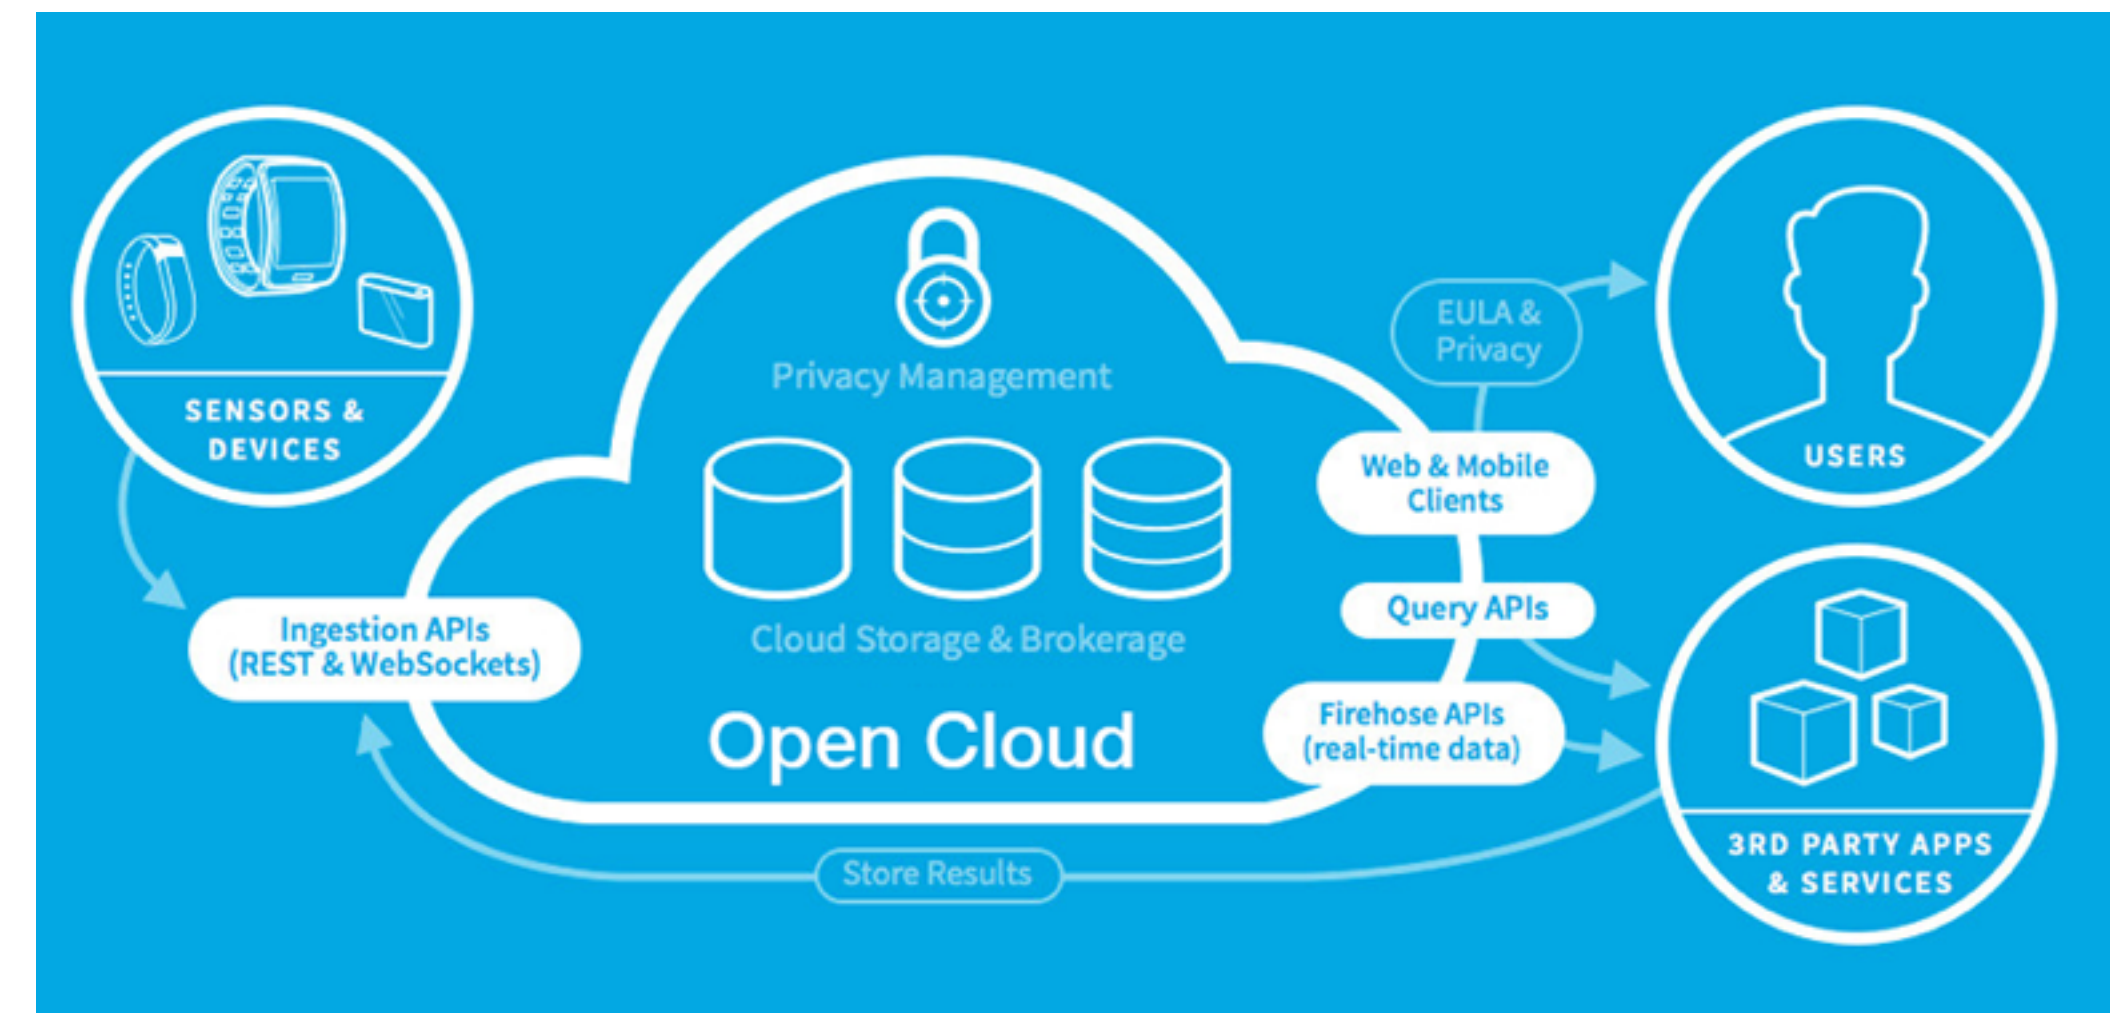 SENSORS &
DEVICES
Ingestion APIs
(REST & WebSockets)
Privacy Management
Cloud Storage & Brokerage
Open Cloud
EULA &
Privacy
Web & Mobile
Clients
Query APIs
Firehose APIs
(real-time data)
USERS
3RD PARTY APPS
& SERVICES
Store Results